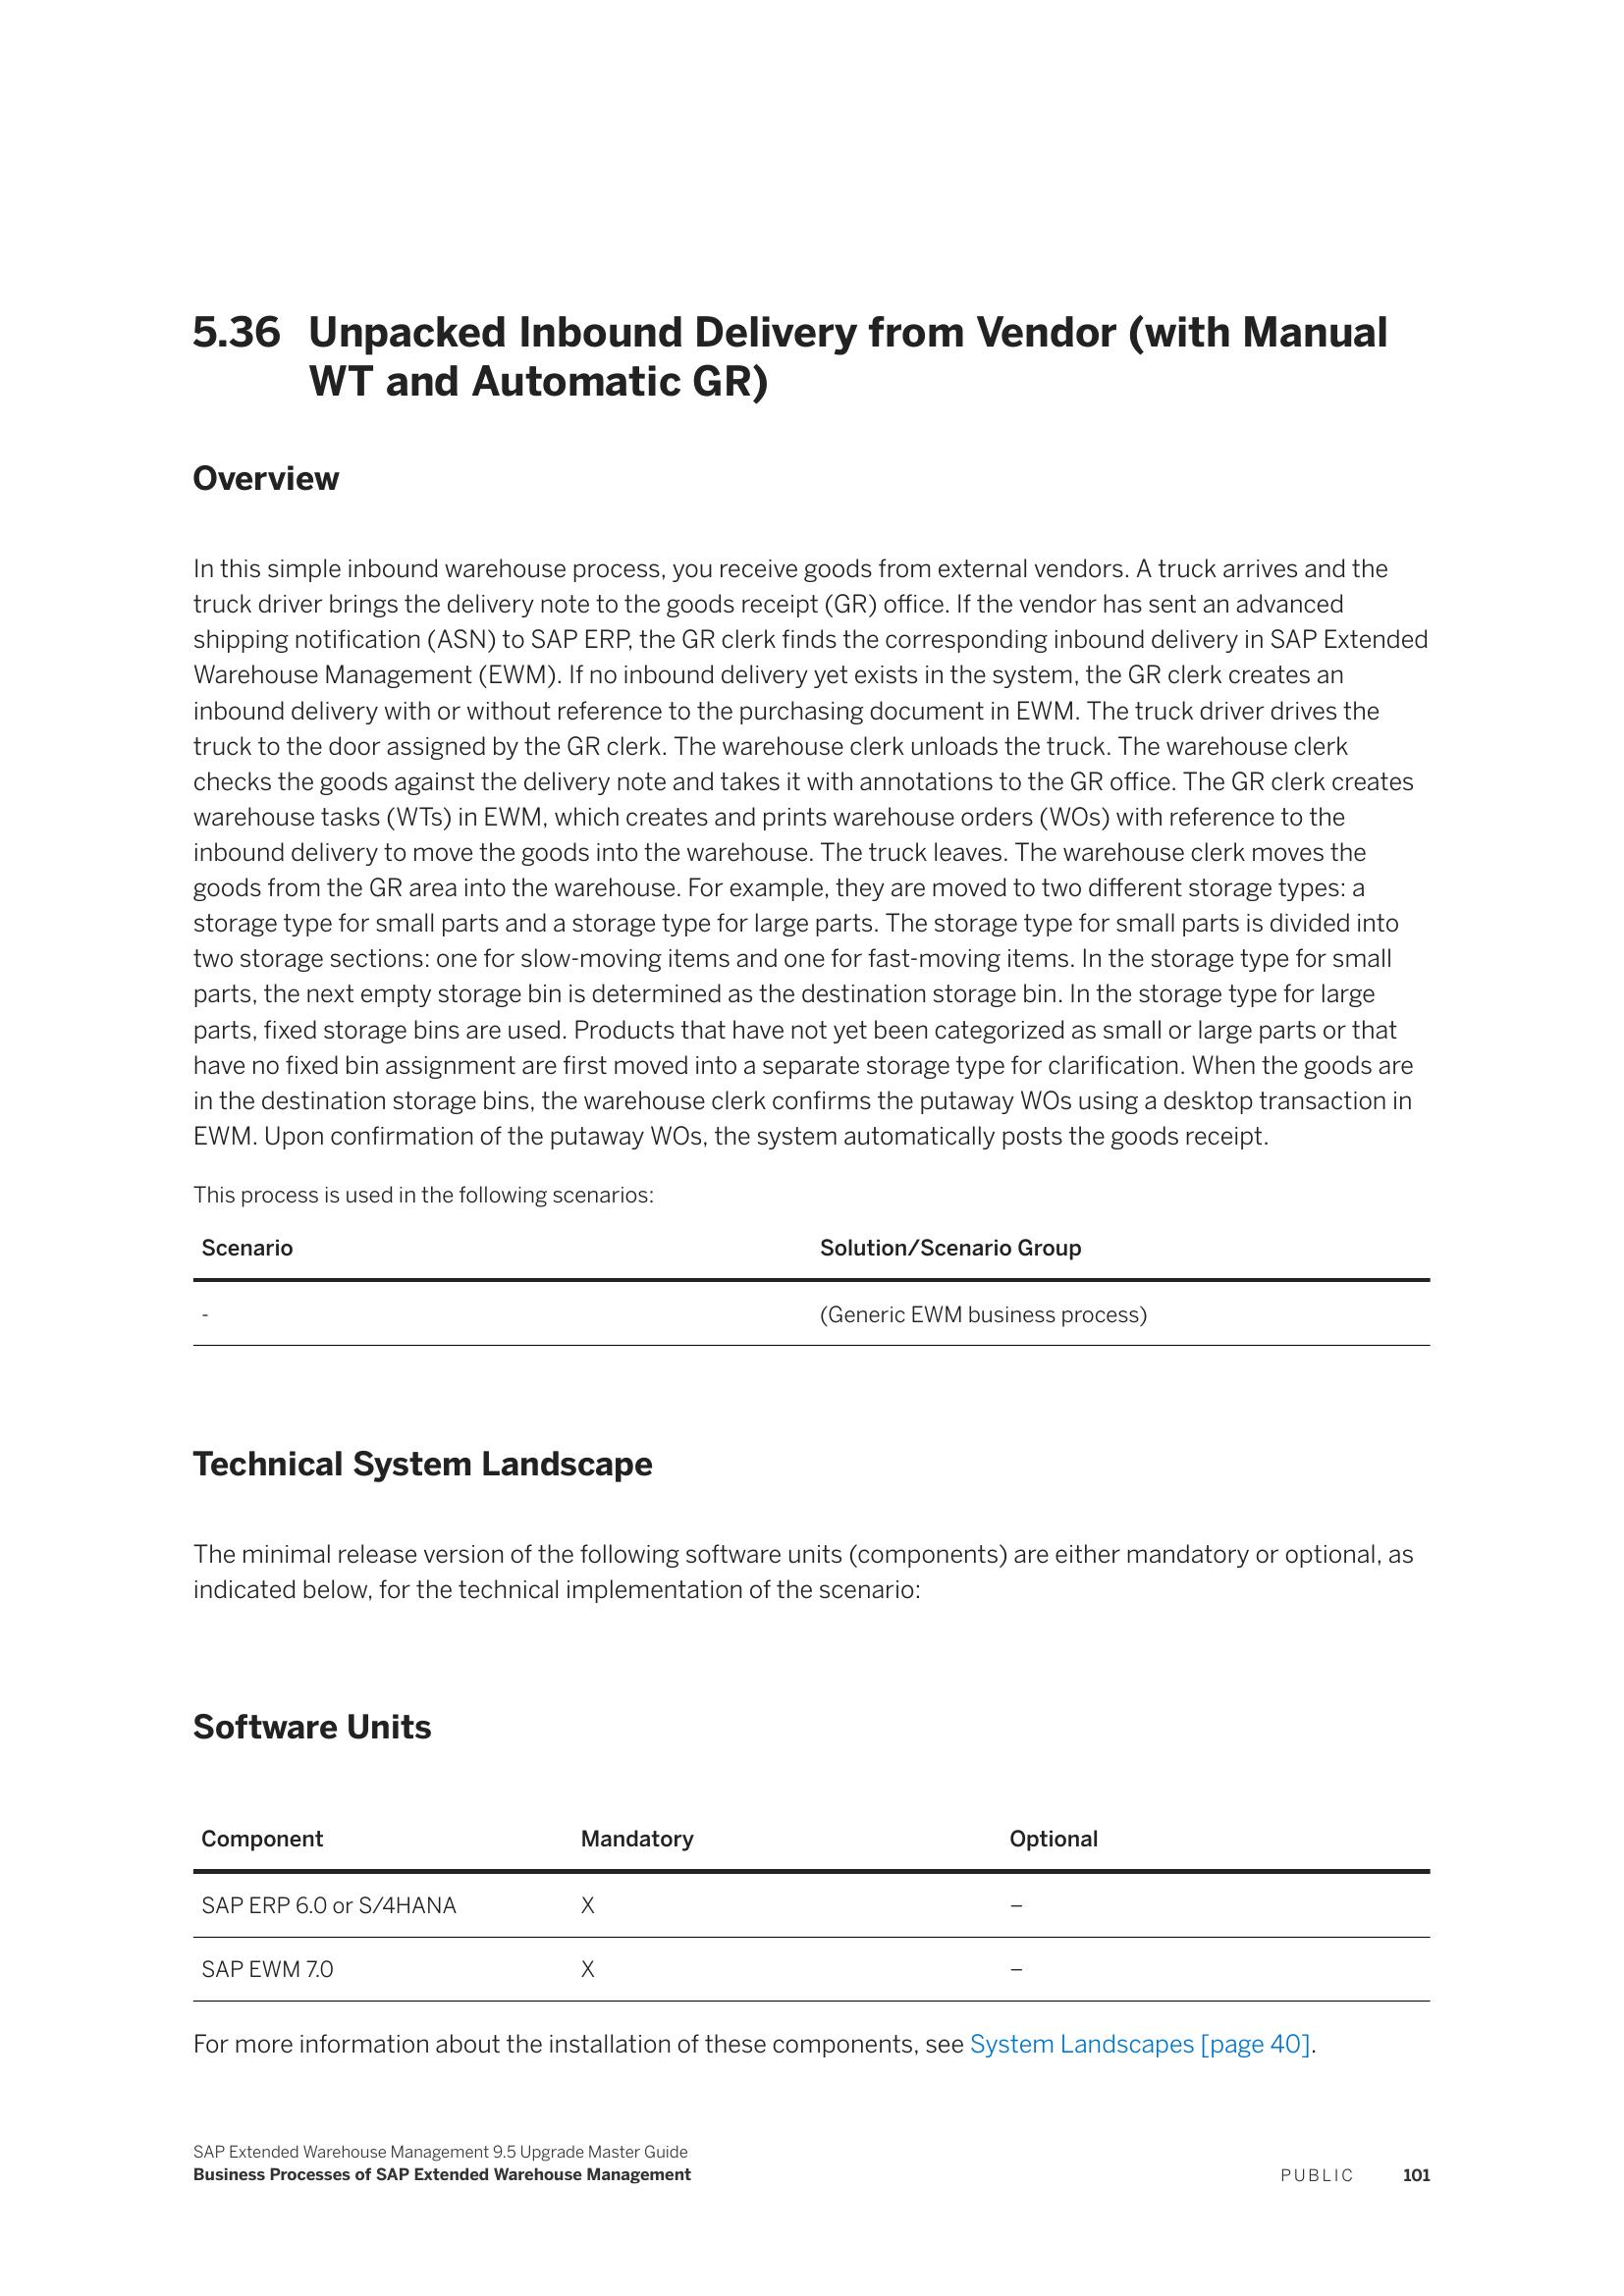 5.36 Unpacked Inbound Delivery from Vendor (with Manual
WT and Automatic GR)
Overview
In this simple inbound warehouse process, you receive goods from external vendors. A truck arrives and the
truck driver brings the delivery note to the goods receipt (GR) office. If the vendor has sent an advanced
shipping notification (ASN) to SAP ERP, the GR clerk finds the corresponding inbound delivery in SAP Extended
Warehouse Management (EWM). If no inbound delivery yet exists in the system, the GR clerk creates an
inbound delivery with or without reference to the purchasing document in EWM. The truck driver drives the
truck to the door assigned by the GR clerk. The warehouse clerk unloads the truck. The warehouse clerk
checks the goods against the delivery note and takes it with annotations to the GR office. The GR clerk creates
warehouse tasks (WTs) in EWM, which creates and prints warehouse orders (WOs) with reference to the
inbound delivery to move the goods into the warehouse. The truck leaves. The warehouse clerk moves the
goods from the GR area into the warehouse. For example, they are moved to two different storage types: a
storage type for small parts and a storage type for large parts. The storage type for small parts is divided into
two storage sections: one for slow-moving items and one for fast-moving items. In the storage type for small
parts, the next empty storage bin is determined as the destination storage bin. In the storage type for large
parts, fixed storage bins are used. Products that have not yet been categorized as small or large parts or that
have no fixed bin assignment are first moved into a separate storage type for clarification. When the goods are
in the destination storage bins, the warehouse clerk confirms the putaway WOs using a desktop transaction in
EWM. Upon confirmation of the putaway WOs, the system automatically posts the goods receipt.
This process is used in the following scenarios:
Scenario Solution/Scenario Group
- (Generic EWM business process)
Technical System Landscape
The minimal release version of the following software units (components) are either mandatory or optional, as
indicated below, for the technical implementation of the scenario:
Software Units
Component Mandatory Optional
SAP ERP 6.0 or S/4HANA X –
SAP EWM 7.0 X –
For more information about the installation of these components, see System Landscapes [page 40].
SAP Extended Warehouse Management 9.5 Upgrade Master Guide
Business Processes of SAP Extended Warehouse Management PUBLIC 101